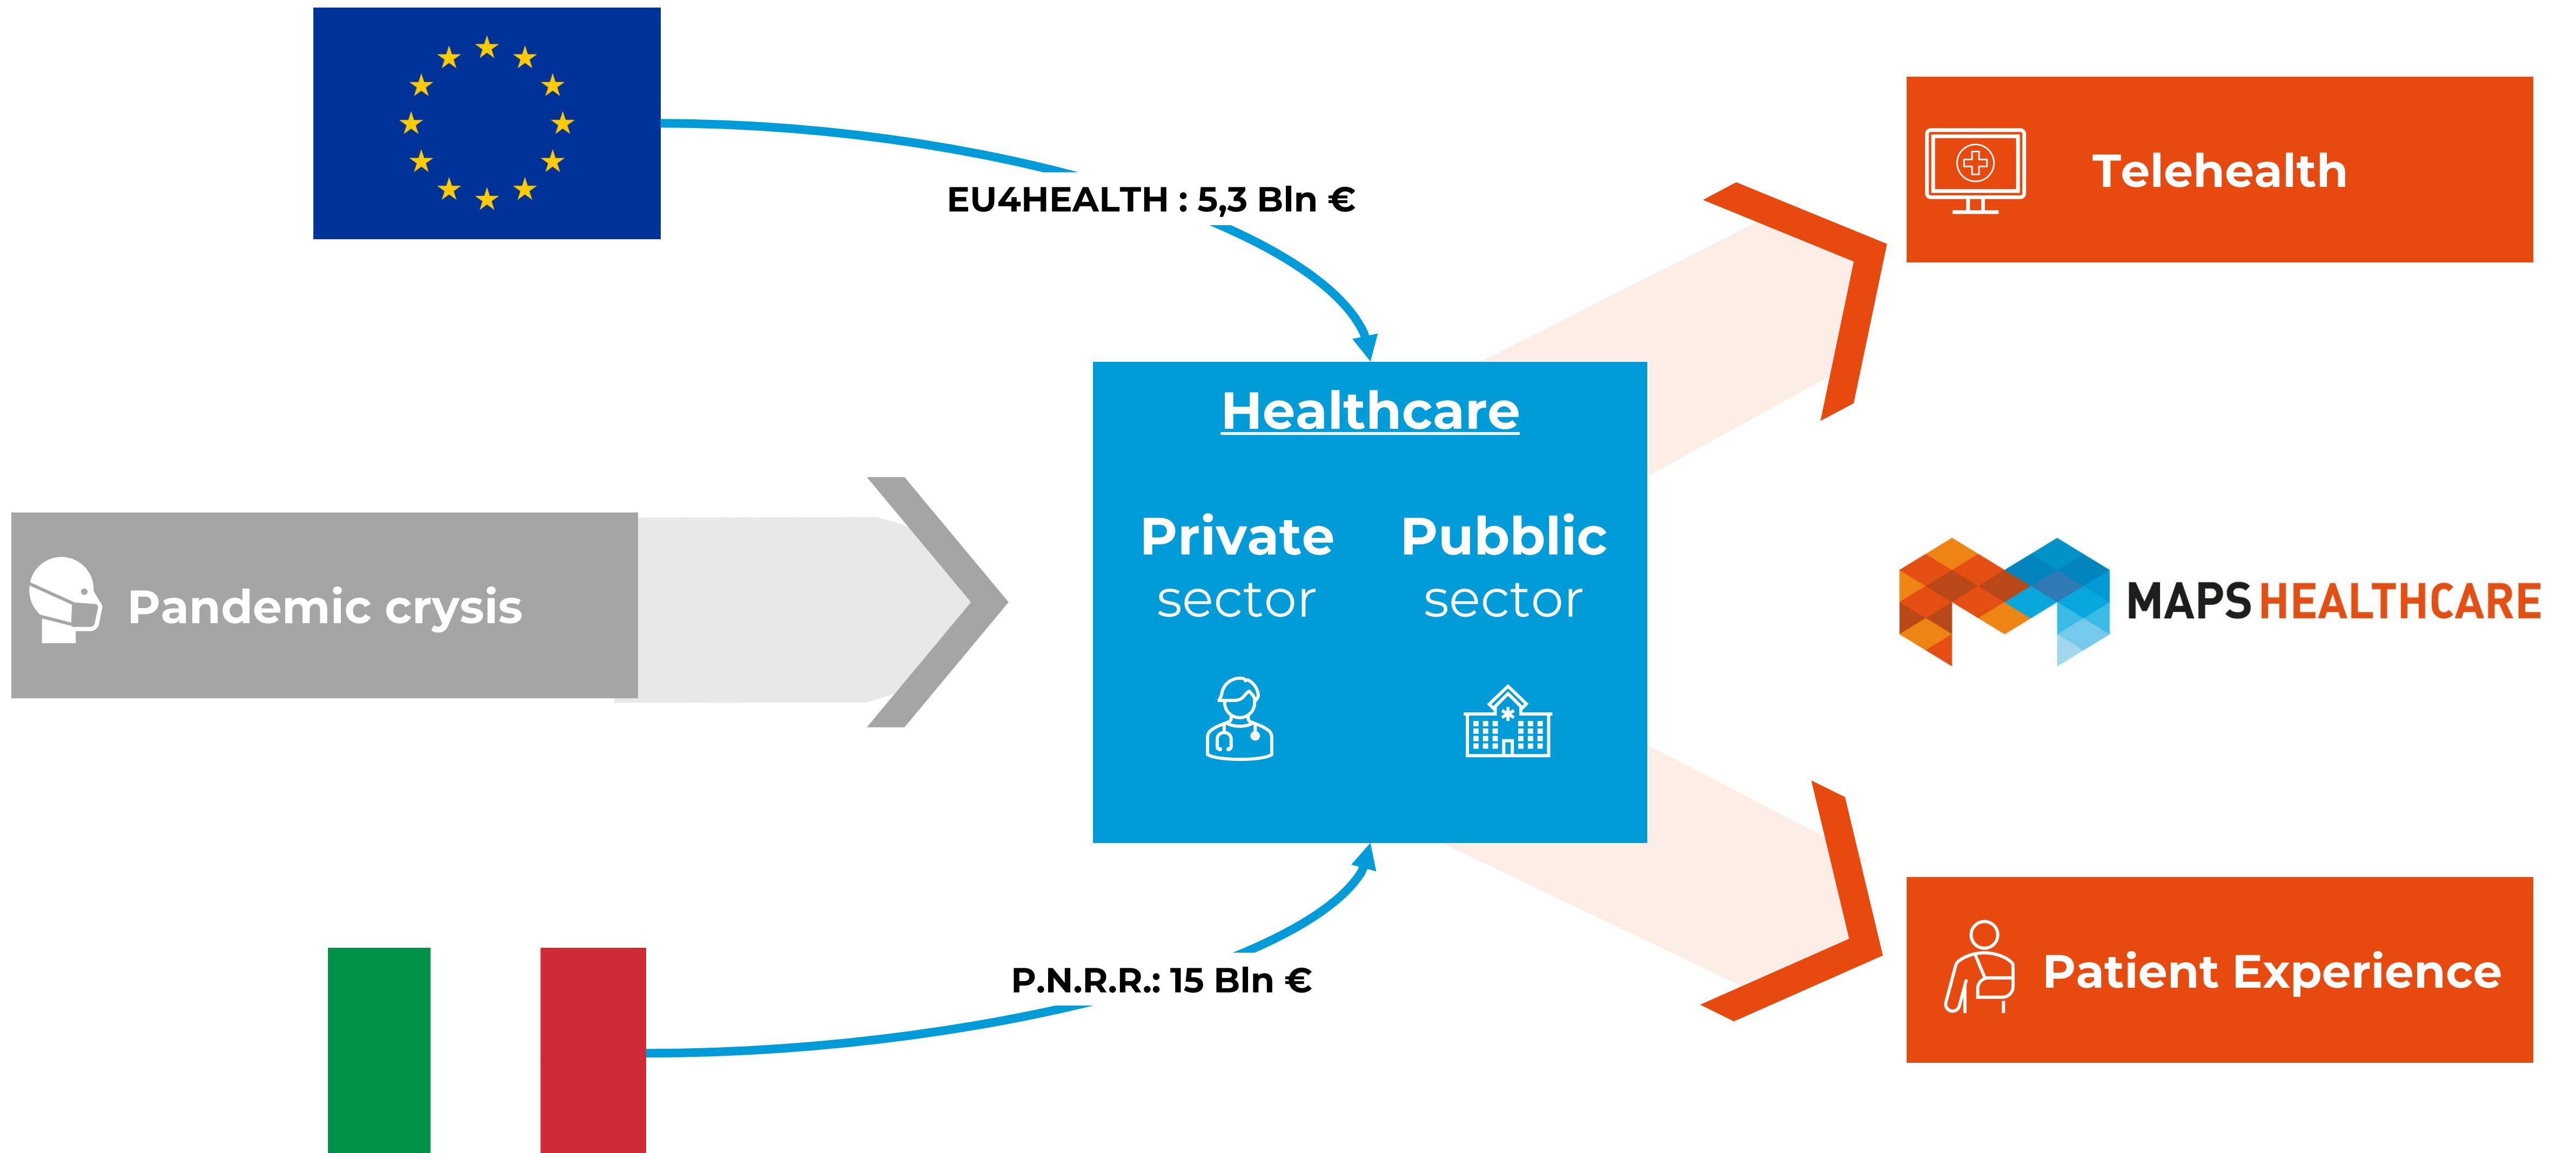 EU4HEALTH : 5,3 Bln €
Telehealth
Healthcare
Private
sector
Pubblic
sector
Pandemic crysis
MAPS HEALTHCARE
P.N.R.R.: 15 Bln €
Patient Experience